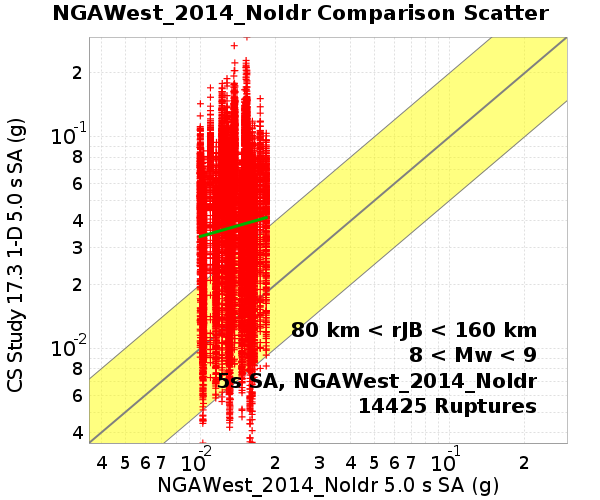 NGAWest_2014_NoIdr Comparison Scatter
CS Study 17.3 1-D 5.0 s SA (g)
2
10^-1
8
6
4
3
2
10^-2
8
6
4
80 km < rJB < 160 km
8 < Mw < 9
5s SA, NGAWest_2014_NoIdr
14425 Ruptures
4 5 6 7 10^-2 2 3 4 5 6 7 10^-1 2
NGAWest_2014_NoIdr 5.0 s SA (g)